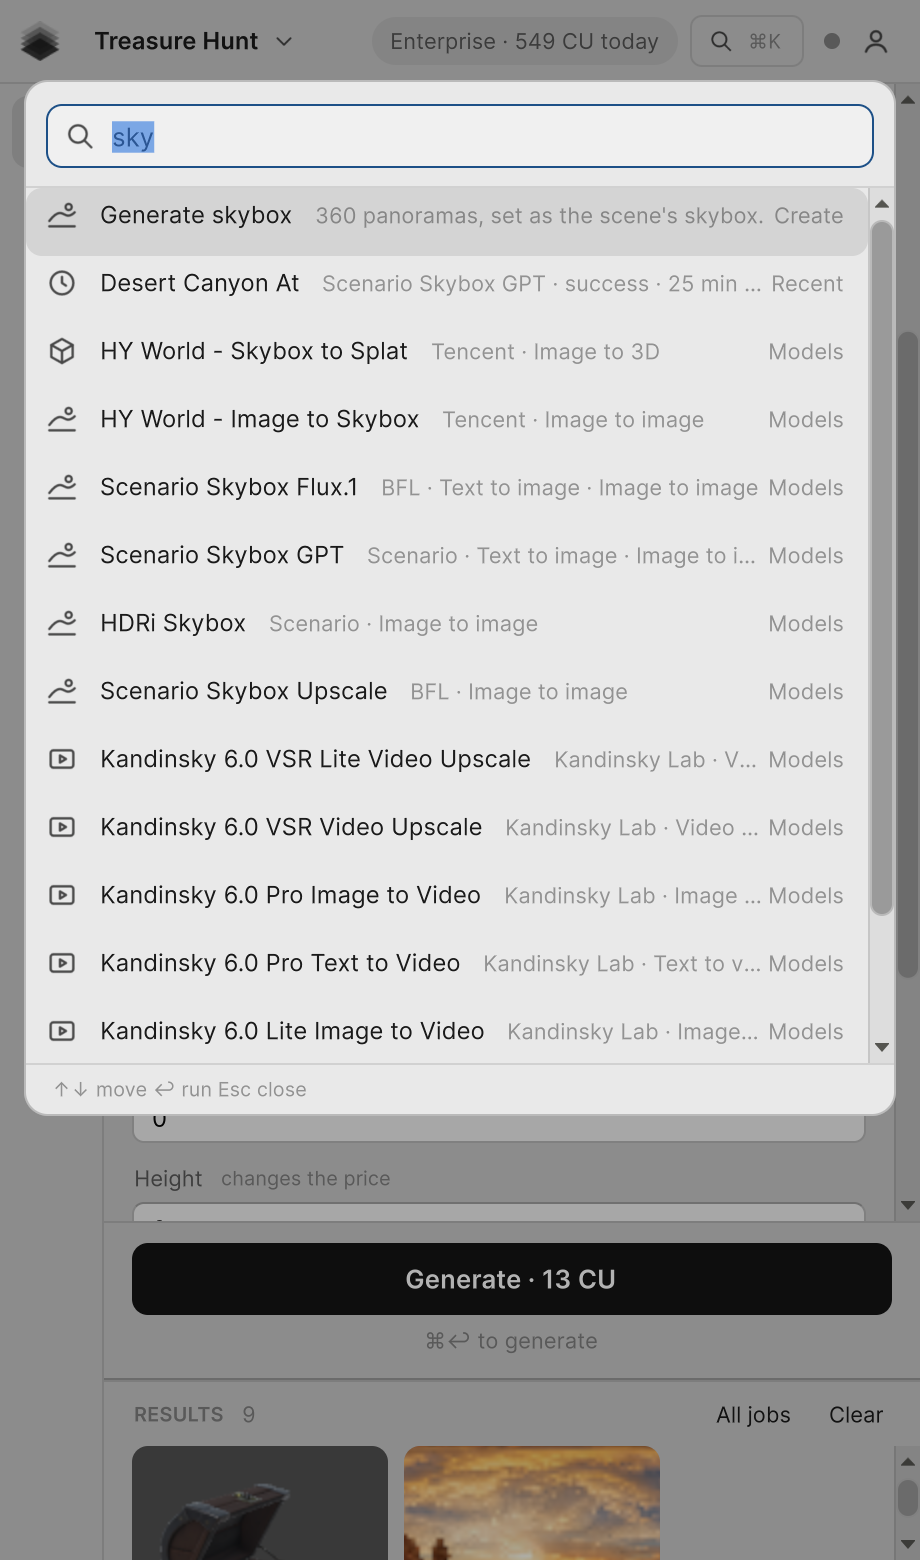 Treasure Hunt Enterprise · 549 CU today ⌘K
sky
Generate skybox 360 panoramas, set as the scene's skybox. Create
Desert Canyon At Scenario Skybox GPT · success · 25 min ... Recent
HY World - Skybox to Splat Tencent · Image to 3D Models
HY World - Image to Skybox Tencent · Image to image Models
Scenario Skybox Flux.1 BFL · Text to image · Image to image Models
Scenario Skybox GPT Scenario · Text to image · Image to i... Models
HDRi Skybox Scenario · Image to image Models
Scenario Skybox Upscale BFL · Image to image Models
Kandinsky 6.0 VSR Lite Video Upscale Kandinsky Lab · V... Models
Kandinsky 6.0 VSR Video Upscale Kandinsky Lab · Video ... Models
Kandinsky 6.0 Pro Image to Video Kandinsky Lab · Image ... Models
Kandinsky 6.0 Pro Text to Video Kandinsky Lab · Text to v... Models
Kandinsky 6.0 Lite Image to Video Kandinsky Lab · Image... Models
↑↓ move ↩ run Esc close
0
Height changes the price
Generate · 13 CU
⌘↩ to generate
RESULTS 9 All jobs Clear